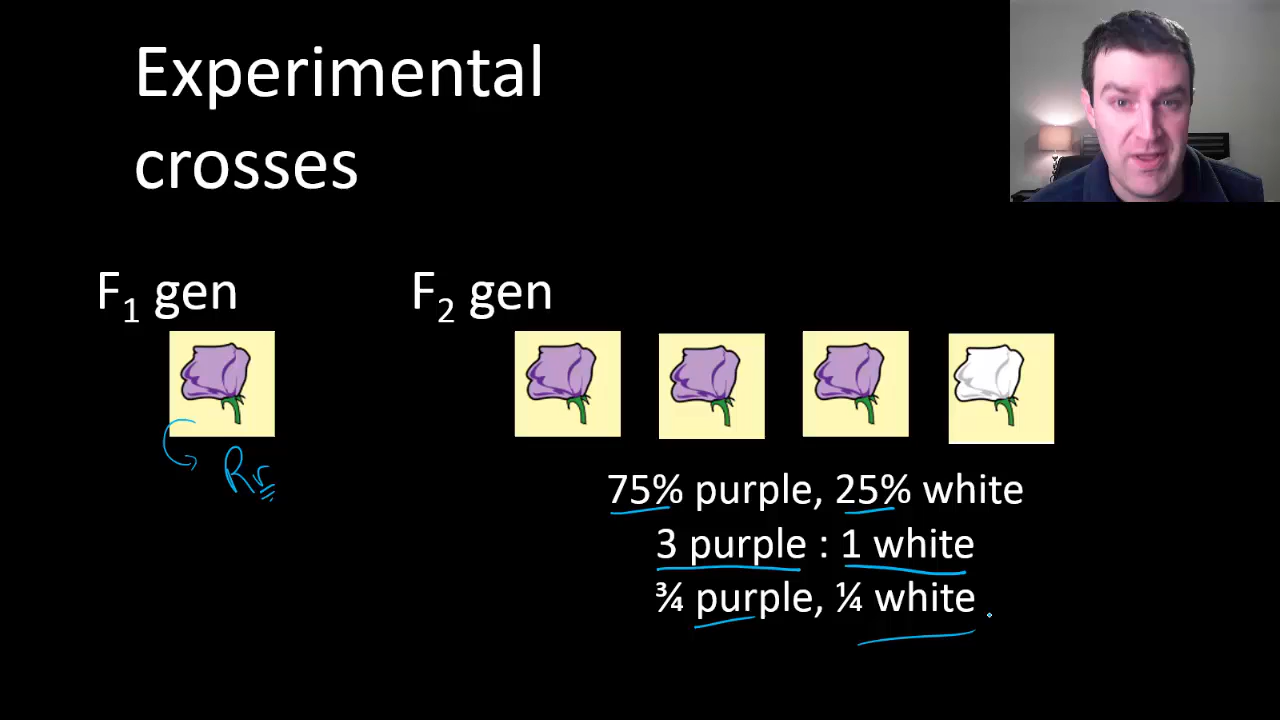 Experimental
crosses
F₁ gen
F₂ gen
Rr
75% purple, 25% white
3 purple : 1 white
¾ purple, ¼ white